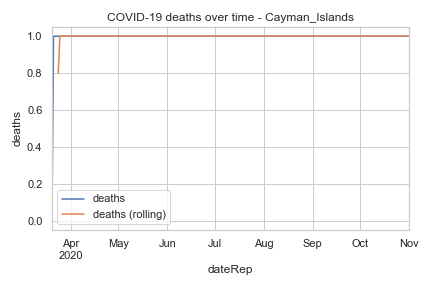 COVID-19 deaths over time - Cayman_Islands
1.0
0.8
0.6
0.4
0.2
0.0
deaths
deaths
deaths (rolling)
Apr
2020
May
Jun
Jul
Aug
Sep
Oct
Nov
dateRep